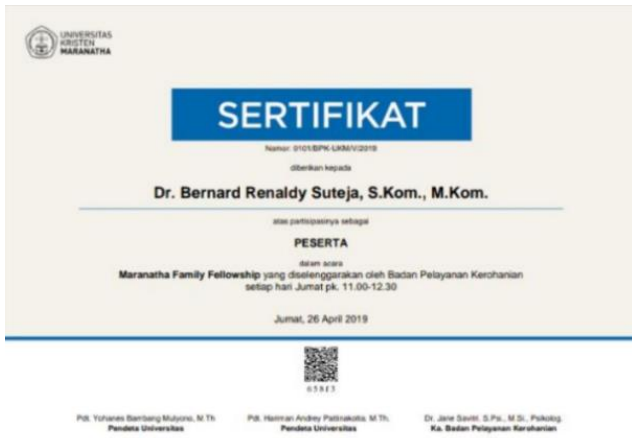 UNIVERSITAS
KRISTEN
MARANATHA
SERTIFIKAT
Nomor: 0101/BPK-UKM/V/2019
diberikan kepada
Dr. Bernard Renaldy Suteja, S.Kom., M.Kom.
atas partisipasinya sebagai
PESERTA
dalam acara
Maranatha Family Fellowship yang diselenggarakan oleh Badan Pelayanan Kerohanian
setiap hari Jumat pk. 11.00-12.30
Jumat, 26 April 2019
Pdt. Yohanes Bambang Mulyono, M.Th. Pdt. Hariman Andrey Pattinakotta, M.Th. Dr. Jane Savitri, S.Psi., M.Si., Psikolog.
Pendeta Universitas Pendeta Universitas Ka. Badan Pelayanan Kerohanian